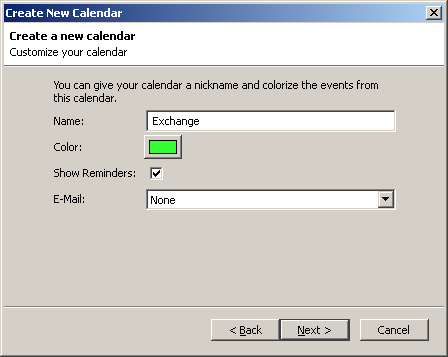 Create New Calendar
Create a new calendar
Customize your calendar
You can give your calendar a nickname and colorize the events from
this calendar.
Name: Exchange
Color:
Show Reminders:
E-Mail: None
< Back Next > Cancel